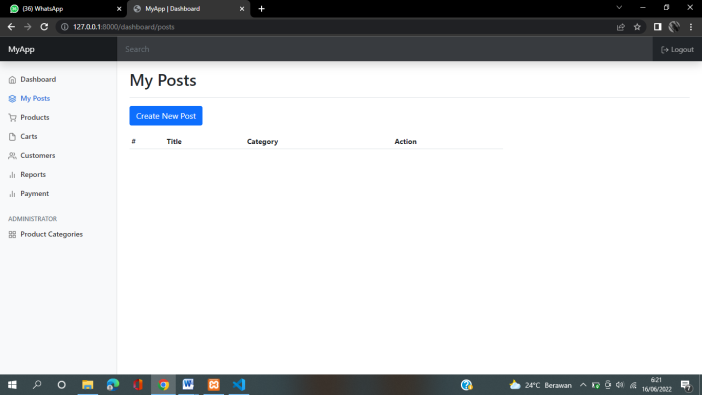 (36) WhatsApp
MyApp | Dashboard
127.0.0.1:8000/dashboard/posts
MyApp
Search
Logout
Dashboard
My Posts
Products
Carts
Customers
Reports
Payment
ADMINISTRATOR
Product Categories
My Posts
Create New Post
# Title Category Action
24°C Berawan
6:21
16/06/2022